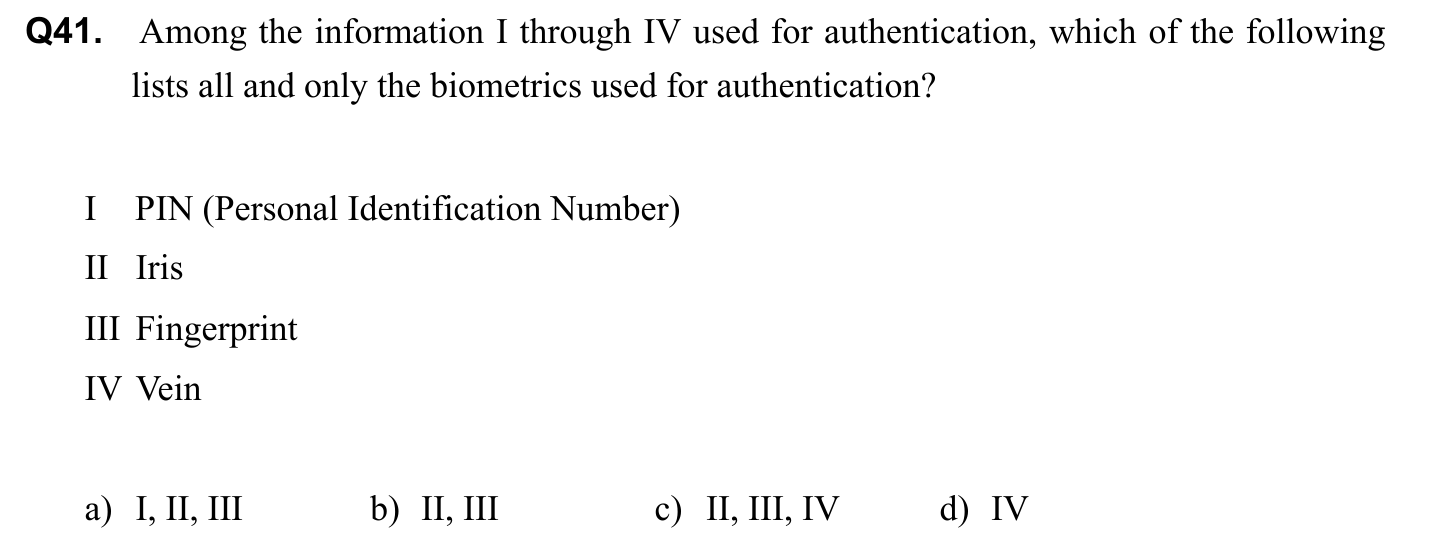 Q41. Among the information I through IV used for authentication, which of the following
lists all and only the biometrics used for authentication?
I PIN (Personal Identification Number)
II Iris
III Fingerprint
IV Vein
a) I, II, III b) II, III c) II, III, IV d) IV